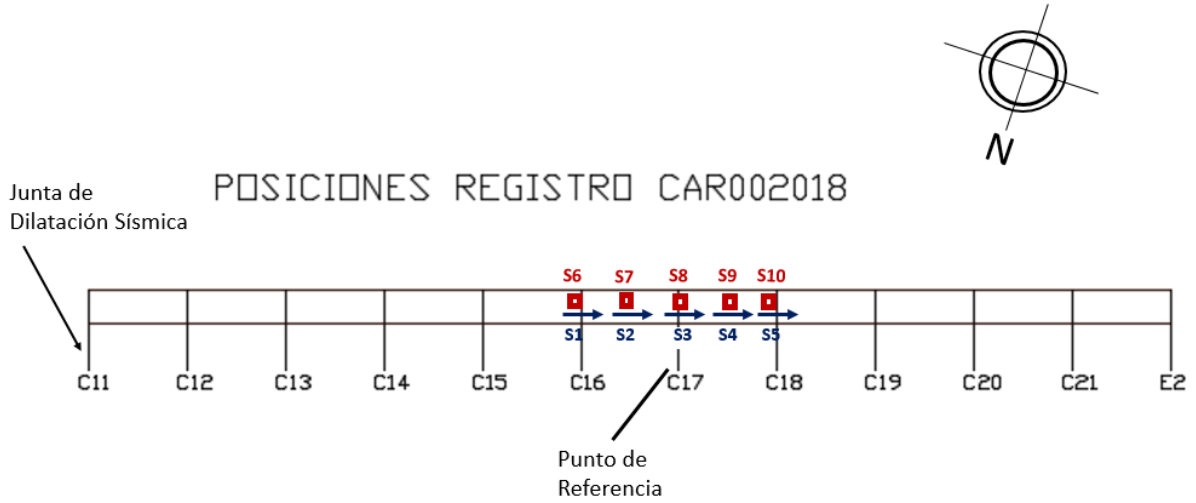 N
POSICIONES REGISTRO CAR002018
Junta de
Dilatación Sísmica
S6 S7 S8 S9 S10
S1 S2 S3 S4 S5
C11 C12 C13 C14 C15 C16 C17 C18 C19 C20 C21 E2
Punto de
Referencia